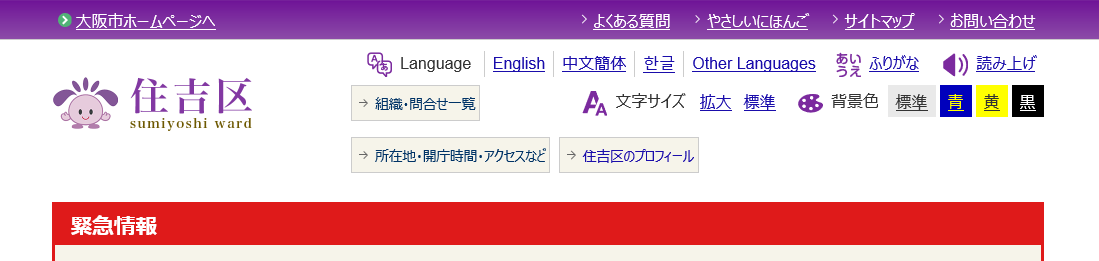 大阪市ホームページへ
よくある質問
やさしいにほんご
サイトマップ
お問い合わせ
住吉区
sumiyoshi ward
Language English 中文簡体 한글 Other Languages
あいうえ ふりがな
読み上げ
組織・問合せ一覧
文字サイズ 拡大 標準
背景色 標準 青 黄 黒
所在地・開庁時間・アクセスなど
住吉区のプロフィール
緊急情報